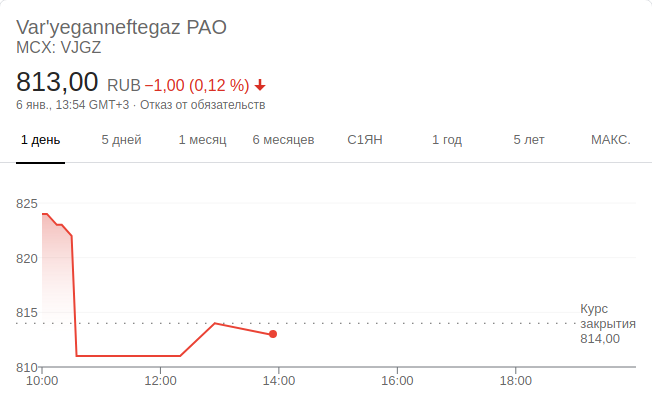 Var'yeganneftegaz PAO
MCX: VJGZ
813,00 RUB −1,00 (0,12 %)
6 янв., 13:54 GMT+3 · Отказ от обязательств
1 день 5 дней 1 месяц 6 месяцев С1ЯН 1 год 5 лет МАКС.
825
820
815
810
Курс
закрытия
814,00
10:00 12:00 14:00 16:00 18:00